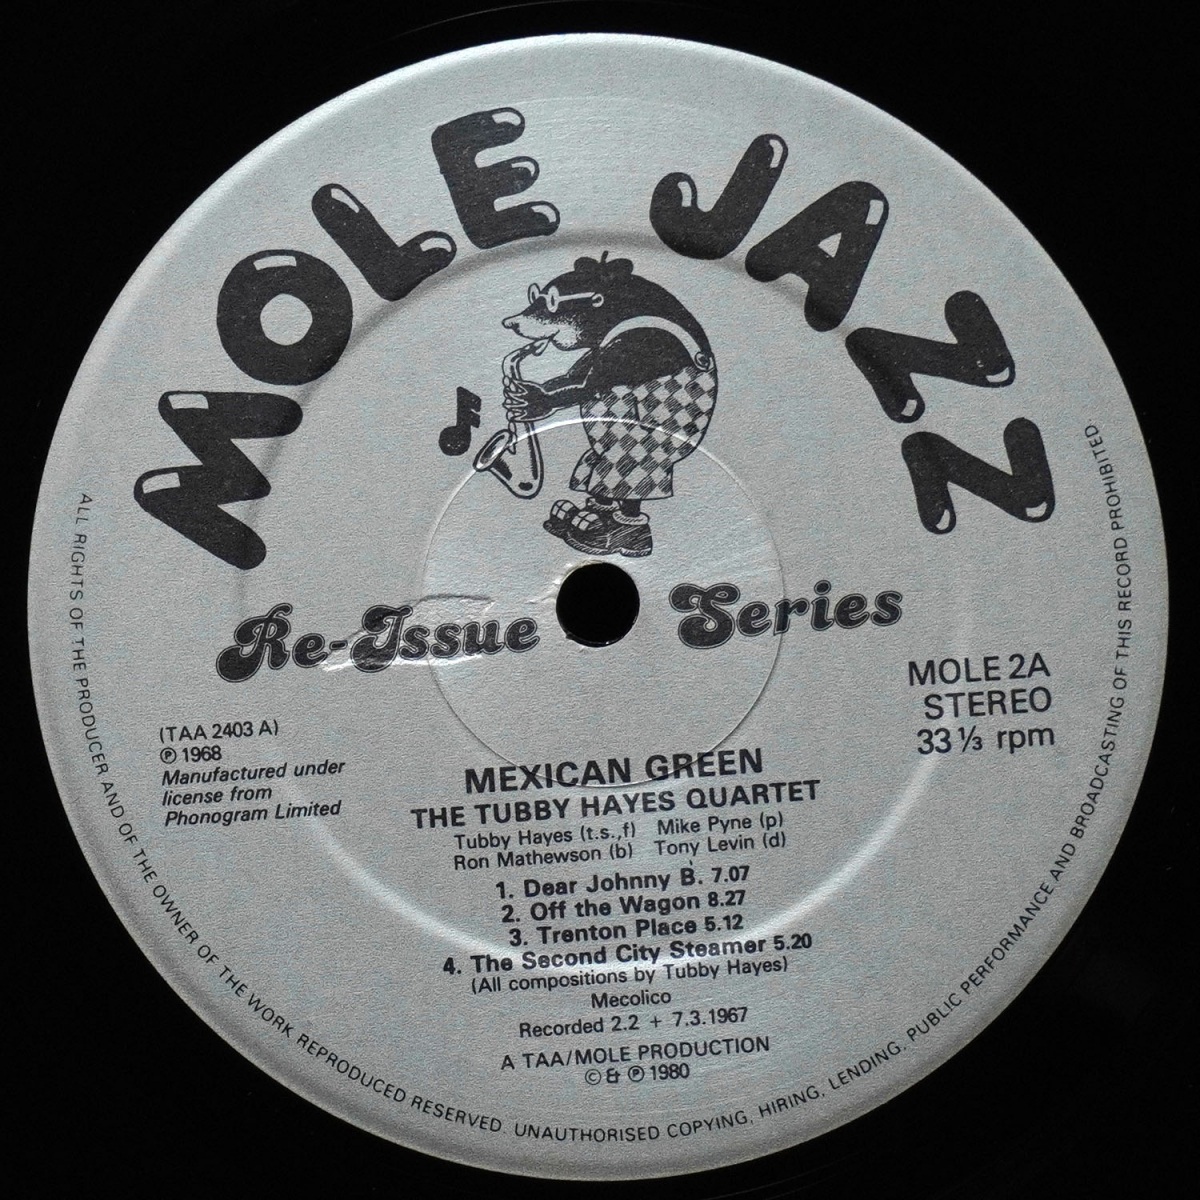 MOLE JAZZ
Re-Issue Series
MOLE 2A
STEREO
33 ⅓ rpm
(TAA 2403 A)
℗ 1968
Manufactured under
license from
Phonogram Limited
MEXICAN GREEN
THE TUBBY HAYES QUARTET
Tubby Hayes (t.s.,f) Mike Pyne (p)
Ron Mathewson (b) Tony Levin (d)
1. Dear Johnny B. 7.07
2. Off the Wagon 8.27
3. Trenton Place 5.12
4. The Second City Steamer 5.20
(All compositions by Tubby Hayes)
Mecolico
Recorded 2.2 + 7.3.1967
A TAA/MOLE PRODUCTION
© & ℗ 1980
ALL RIGHTS OF THE PRODUCER AND OF THE OWNER OF THE WORK REPRODUCED RESERVED. UNAUTHORISED COPYING, HIRING, LENDING, PUBLIC PERFORMANCE AND BROADCASTING OF THIS RECORD PROHIBITED.